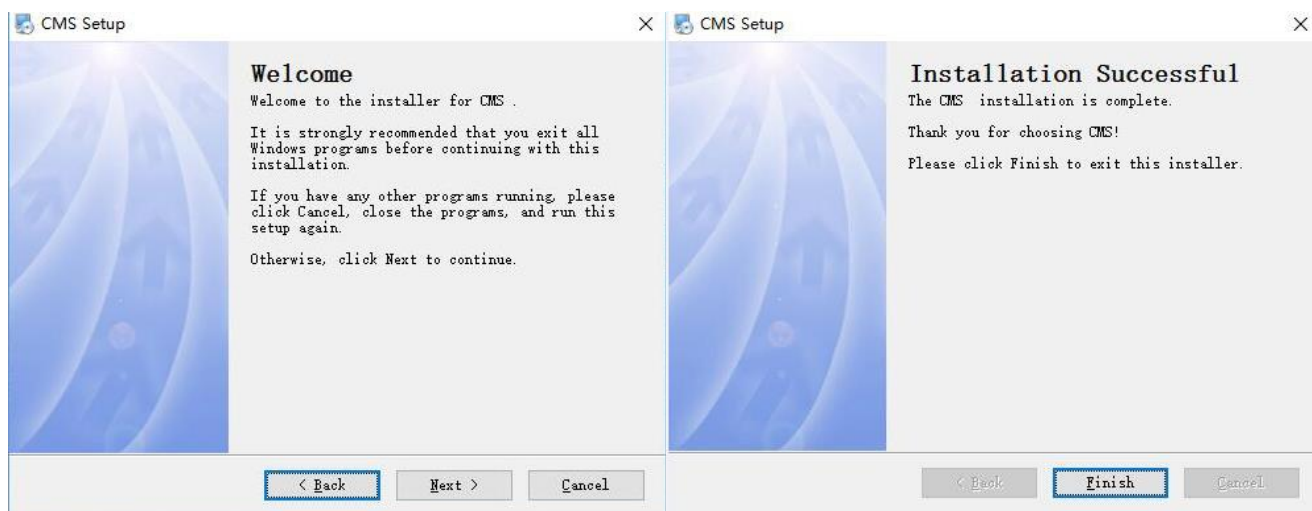 CMS Setup
Welcome
Welcome to the installer for CMS .
It is strongly recommended that you exit all
Windows programs before continuing with this
installation.
If you have any other programs running, please
click Cancel, close the programs, and run this
setup again.
Otherwise, click Next to continue.
< Back
Next >
Cancel
CMS Setup
Installation Successful
The CMS  installation is complete.
Thank you for choosing CMS!
Please click Finish to exit this installer.
< Back
Finish
Cancel